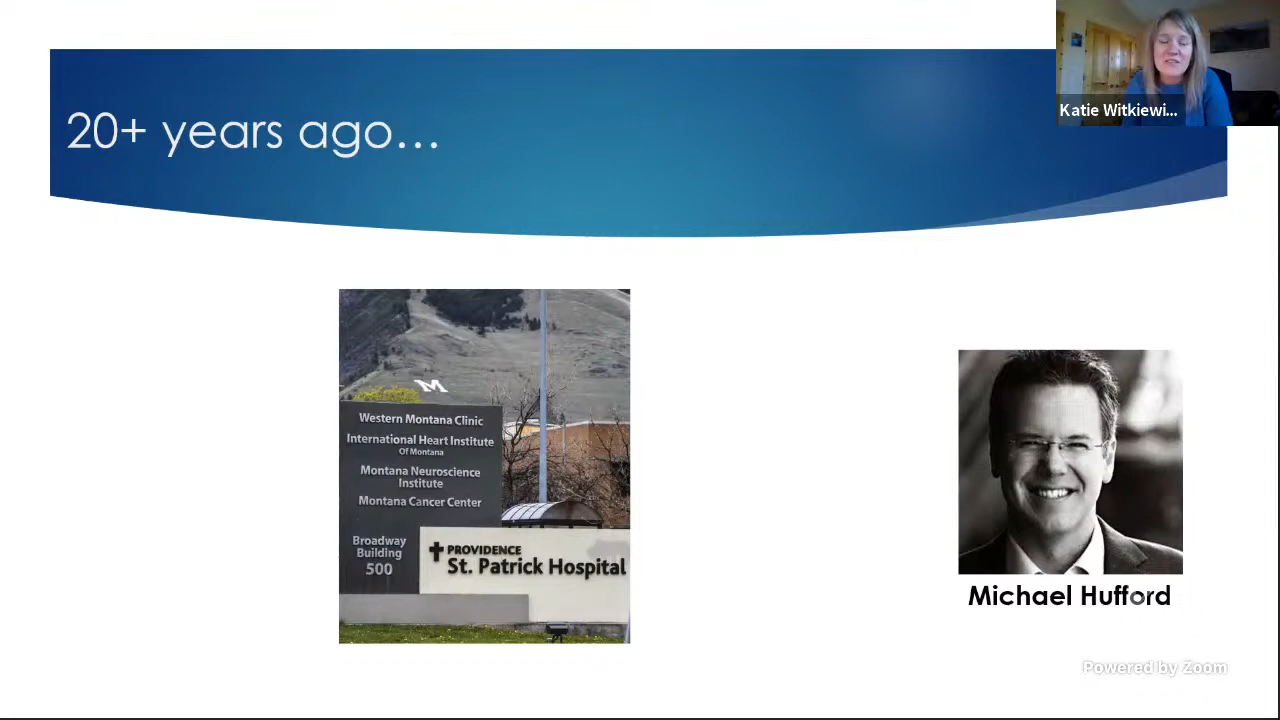 20+ years ago...
Katie Witkiewi...
M
Western Montana Clinic
International Heart Institute
Of Montana
Montana Neuroscience
Institute
Montana Cancer Center
Broadway
Building
500
PROVIDENCE
St. Patrick Hospital
Michael Hufford
Powered by Zoom